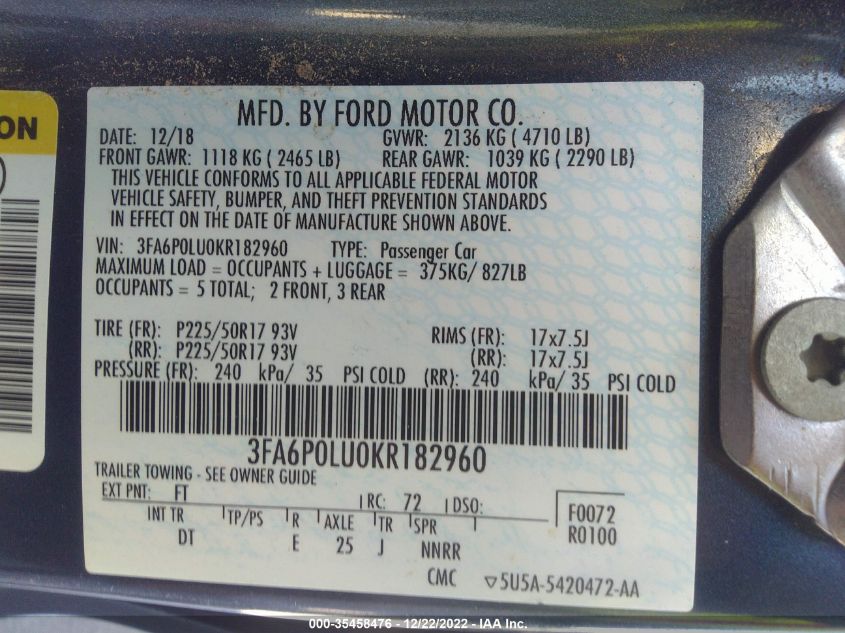 ON
MFD. BY FORD MOTOR CO.
DATE: 12/18 GVWR: 2136 KG ( 4710 LB)
FRONT GAWR: 1118 KG ( 2465 LB) REAR GAWR: 1039 KG ( 2290 LB)
THIS VEHICLE CONFORMS TO ALL APPLICABLE FEDERAL MOTOR
VEHICLE SAFETY, BUMPER, AND THEFT PREVENTION STANDARDS
IN EFFECT ON THE DATE OF MANUFACTURE SHOWN ABOVE.
VIN: 3FA6P0LU0KR182960 TYPE: Passenger Car
MAXIMUM LOAD = OCCUPANTS + LUGGAGE = 375KG/ 827LB
OCCUPANTS = 5 TOTAL; 2 FRONT, 3 REAR
TIRE (FR): P225/50R17 93V RIMS (FR): 17x7.5J
(RR): P225/50R17 93V (RR): 17x7.5J
PRESSURE (FR): 240 kPa/ 35 PSI COLD (RR): 240 kPa/ 35 PSI COLD
3FA6P0LU0KR182960
TRAILER TOWING - SEE OWNER GUIDE
EXT PNT: FT RC: 72 DSO: F0072
INT TR TP/PS R AXLE TR SPR R0100
DT E 25 J NNRR
CMC ▽5U5A-5420472-AA
000-35458476 - 12/22/2022 - IAA Inc.